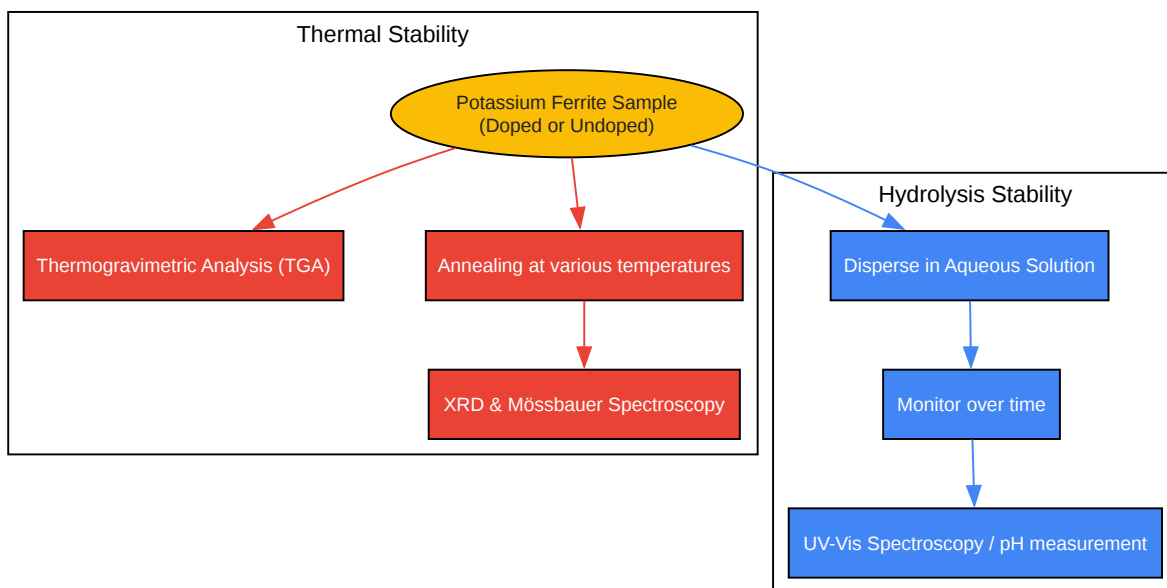 Thermal Stability
Potassium Ferrite Sample
(Doped or Undoped)
Hydrolysis Stability
Thermogravimetric Analysis (TGA)
Annealing at various temperatures
Disperse in Aqueous Solution
XRD & Mössbauer Spectroscopy
Monitor over time
UV-Vis Spectroscopy / pH measurement